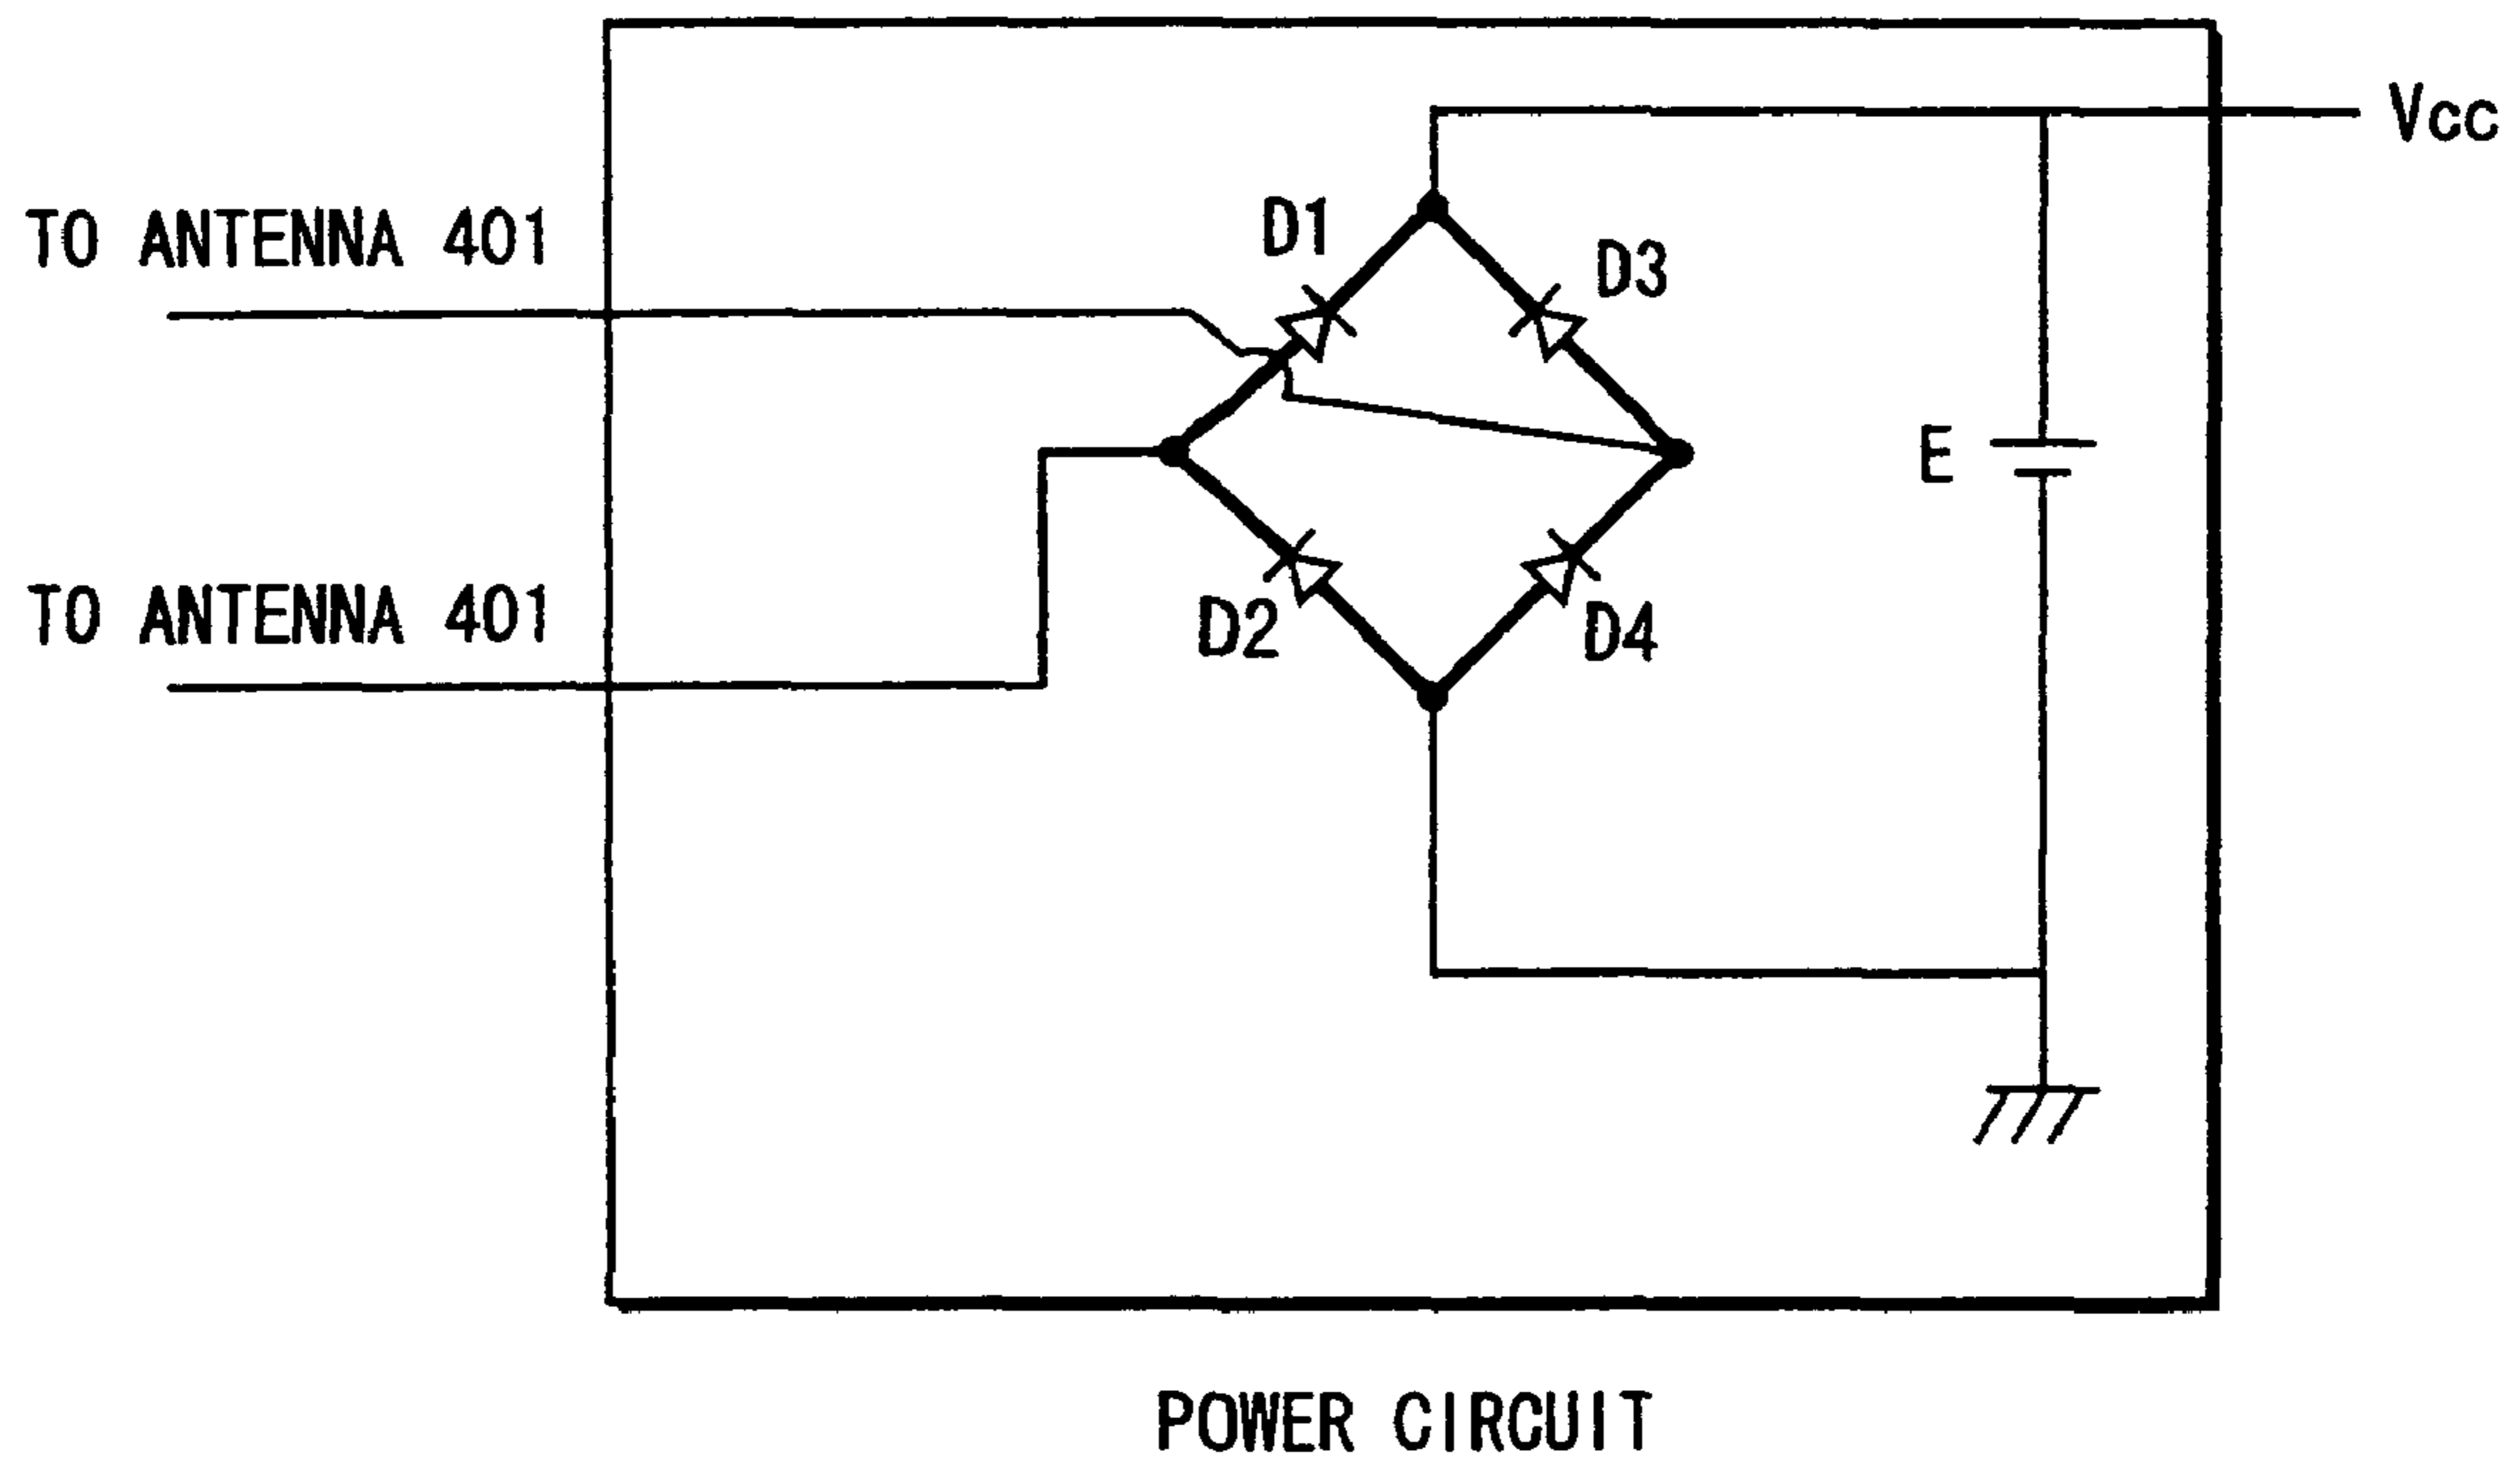 Vcc
TO ANTENNA 401
D1
D3
E
TO ANTENNA 401
D2
D4
POWER CIRCUIT